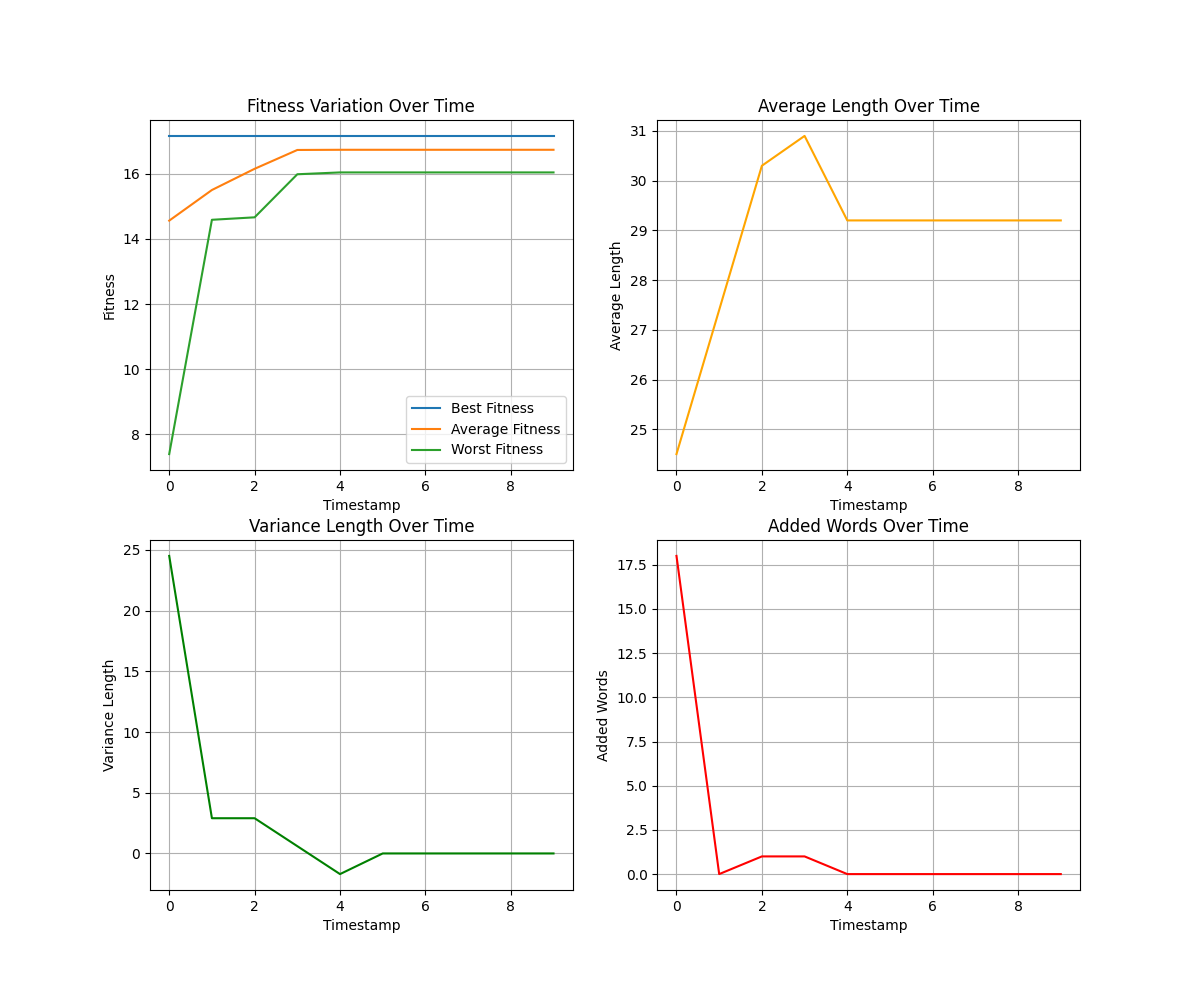 Fitness Variation Over Time
16
14
12
10
8
Fitness
0 2 4 6 8
Timestamp
Best Fitness
Average Fitness
Worst Fitness
Average Length Over Time
31
30
29
28
27
26
25
Average Length
0 2 4 6 8
Timestamp
Variance Length Over Time
25
20
15
10
5
0
Variance Length
0 2 4 6 8
Timestamp
Added Words Over Time
17.5
15.0
12.5
10.0
7.5
5.0
2.5
0.0
Added Words
0 2 4 6 8
Timestamp